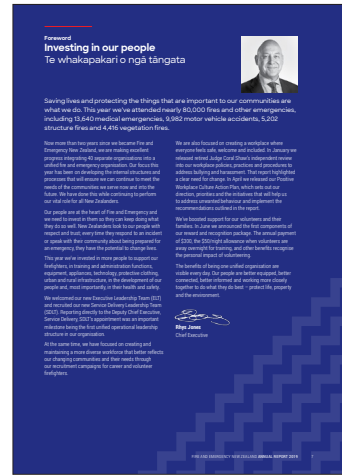 Foreword
Investing in our people
Te whakapakari o ngā tāngata
Saving lives and protecting the things that are important to our communities are
what we do. This year we've attended nearly 80,000 fires and other emergencies,
including 13,640 medical emergencies, 9,982 motor vehicle accidents, 5,202
structure fires and 4,416 vegetation fires.
Now more than two years since we became Fire and
Emergency New Zealand, we are making excellent
progress integrating 40 separate organisations into a
unified fire and emergency organisation. Our focus this
year has been on developing the internal structures and
processes that will ensure we can continue to meet the
needs of the communities we serve now and into the
future. We have done this while continuing to perform
our vital role for all New Zealanders.
Our people are at the heart of Fire and Emergency and
we need to invest in them so they can keep doing what
they do so well. New Zealanders look to our people with
respect and trust; every time they respond to an incident
or speak with their community about being prepared for
an emergency, they have the potential to change lives.
This year we've invested in more people to support our
firefighters, in training and administration functions,
equipment, appliances, technology, protective clothing,
urban and rural infrastructure, in the development of our
people and, most importantly, in their health and safety.
We welcomed our new Executive Leadership Team (ELT)
and recruited our new Service Delivery Leadership Team
(SDLT). Reporting directly to the Deputy Chief Executive,
Service Delivery, SDLT's appointment was an important
milestone being the first unified operational leadership
structure in our organisation.
At the same time, we have focused on creating and
maintaining a more diverse workforce that better reflects
our changing communities and their needs through
our recruitment campaigns for career and volunteer
firefighters.
We are also focused on creating a workplace where
everyone feels safe, welcome and included. In January we
released retired Judge Coral Shaw's independent review
into our workplace policies, practices and procedures to
address bullying and harassment. That report highlighted
a clear need for change. In April we released our Positive
Workplace Culture Action Plan, which sets out our
direction, priorities and the initiatives that will help us
to address unwanted behaviour and implement the
recommendations outlined in the report.
We've boosted support for our volunteers and their
families. In June we announced the first components of
our reward and recognition package. The annual payment
of $300, the $50/night allowance when volunteers are
away overnight for training, and other benefits recognise
the personal impact of volunteering.
The benefits of being one unified organisation are
visible every day. Our people are better equipped, better
connected, better informed and working more closely
together to do what they do best – protect life, property
and the environment.
Rhys Jones
Chief Executive
FIRE AND EMERGENCY NEW ZEALAND ANNUAL REPORT 2019 7